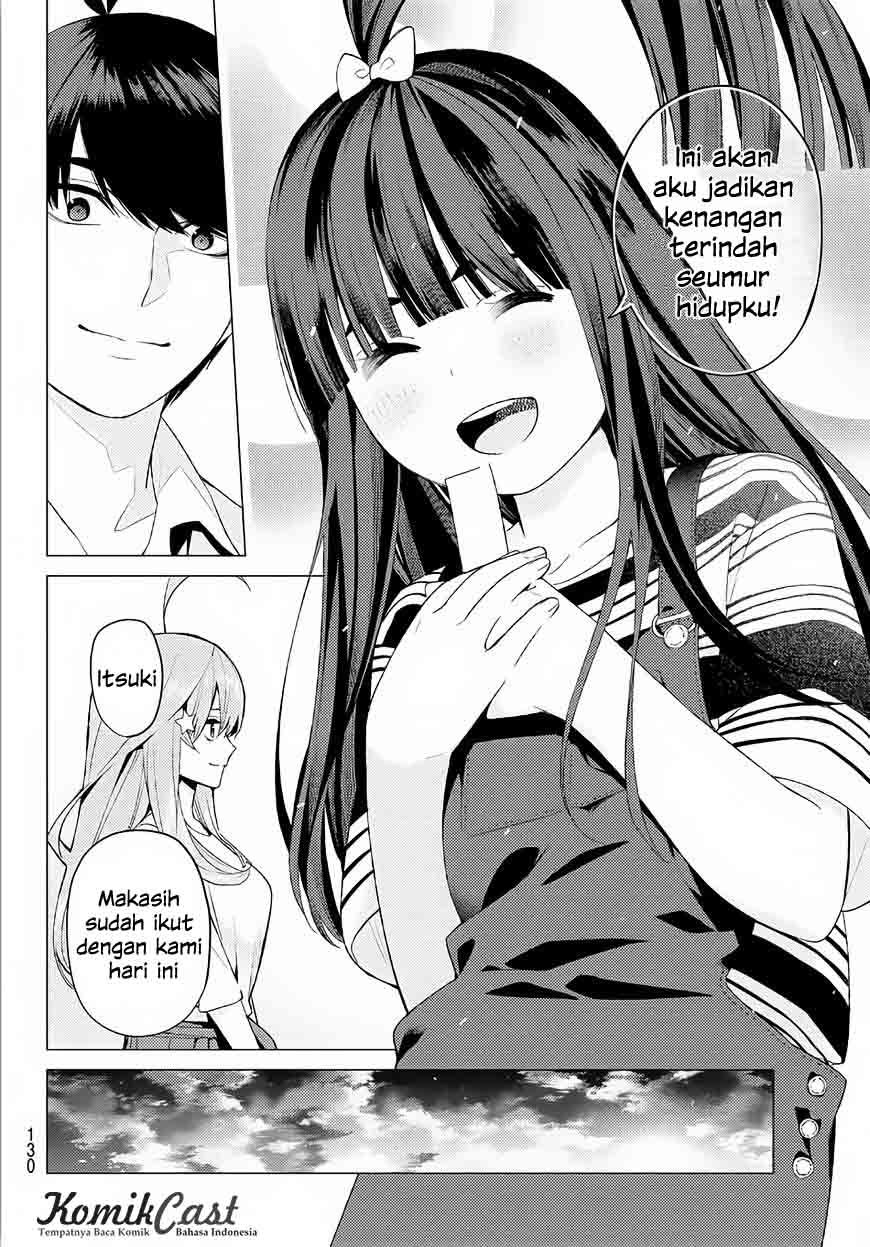 Ini akan
aku jadikan
kenangan
terindah
seumur
hidupku!
Itsuki
Makasih
sudah ikut
dengan kami
hari ini
130
KomikCast
Tempatnya Baca Komik Bahasa Indonesia